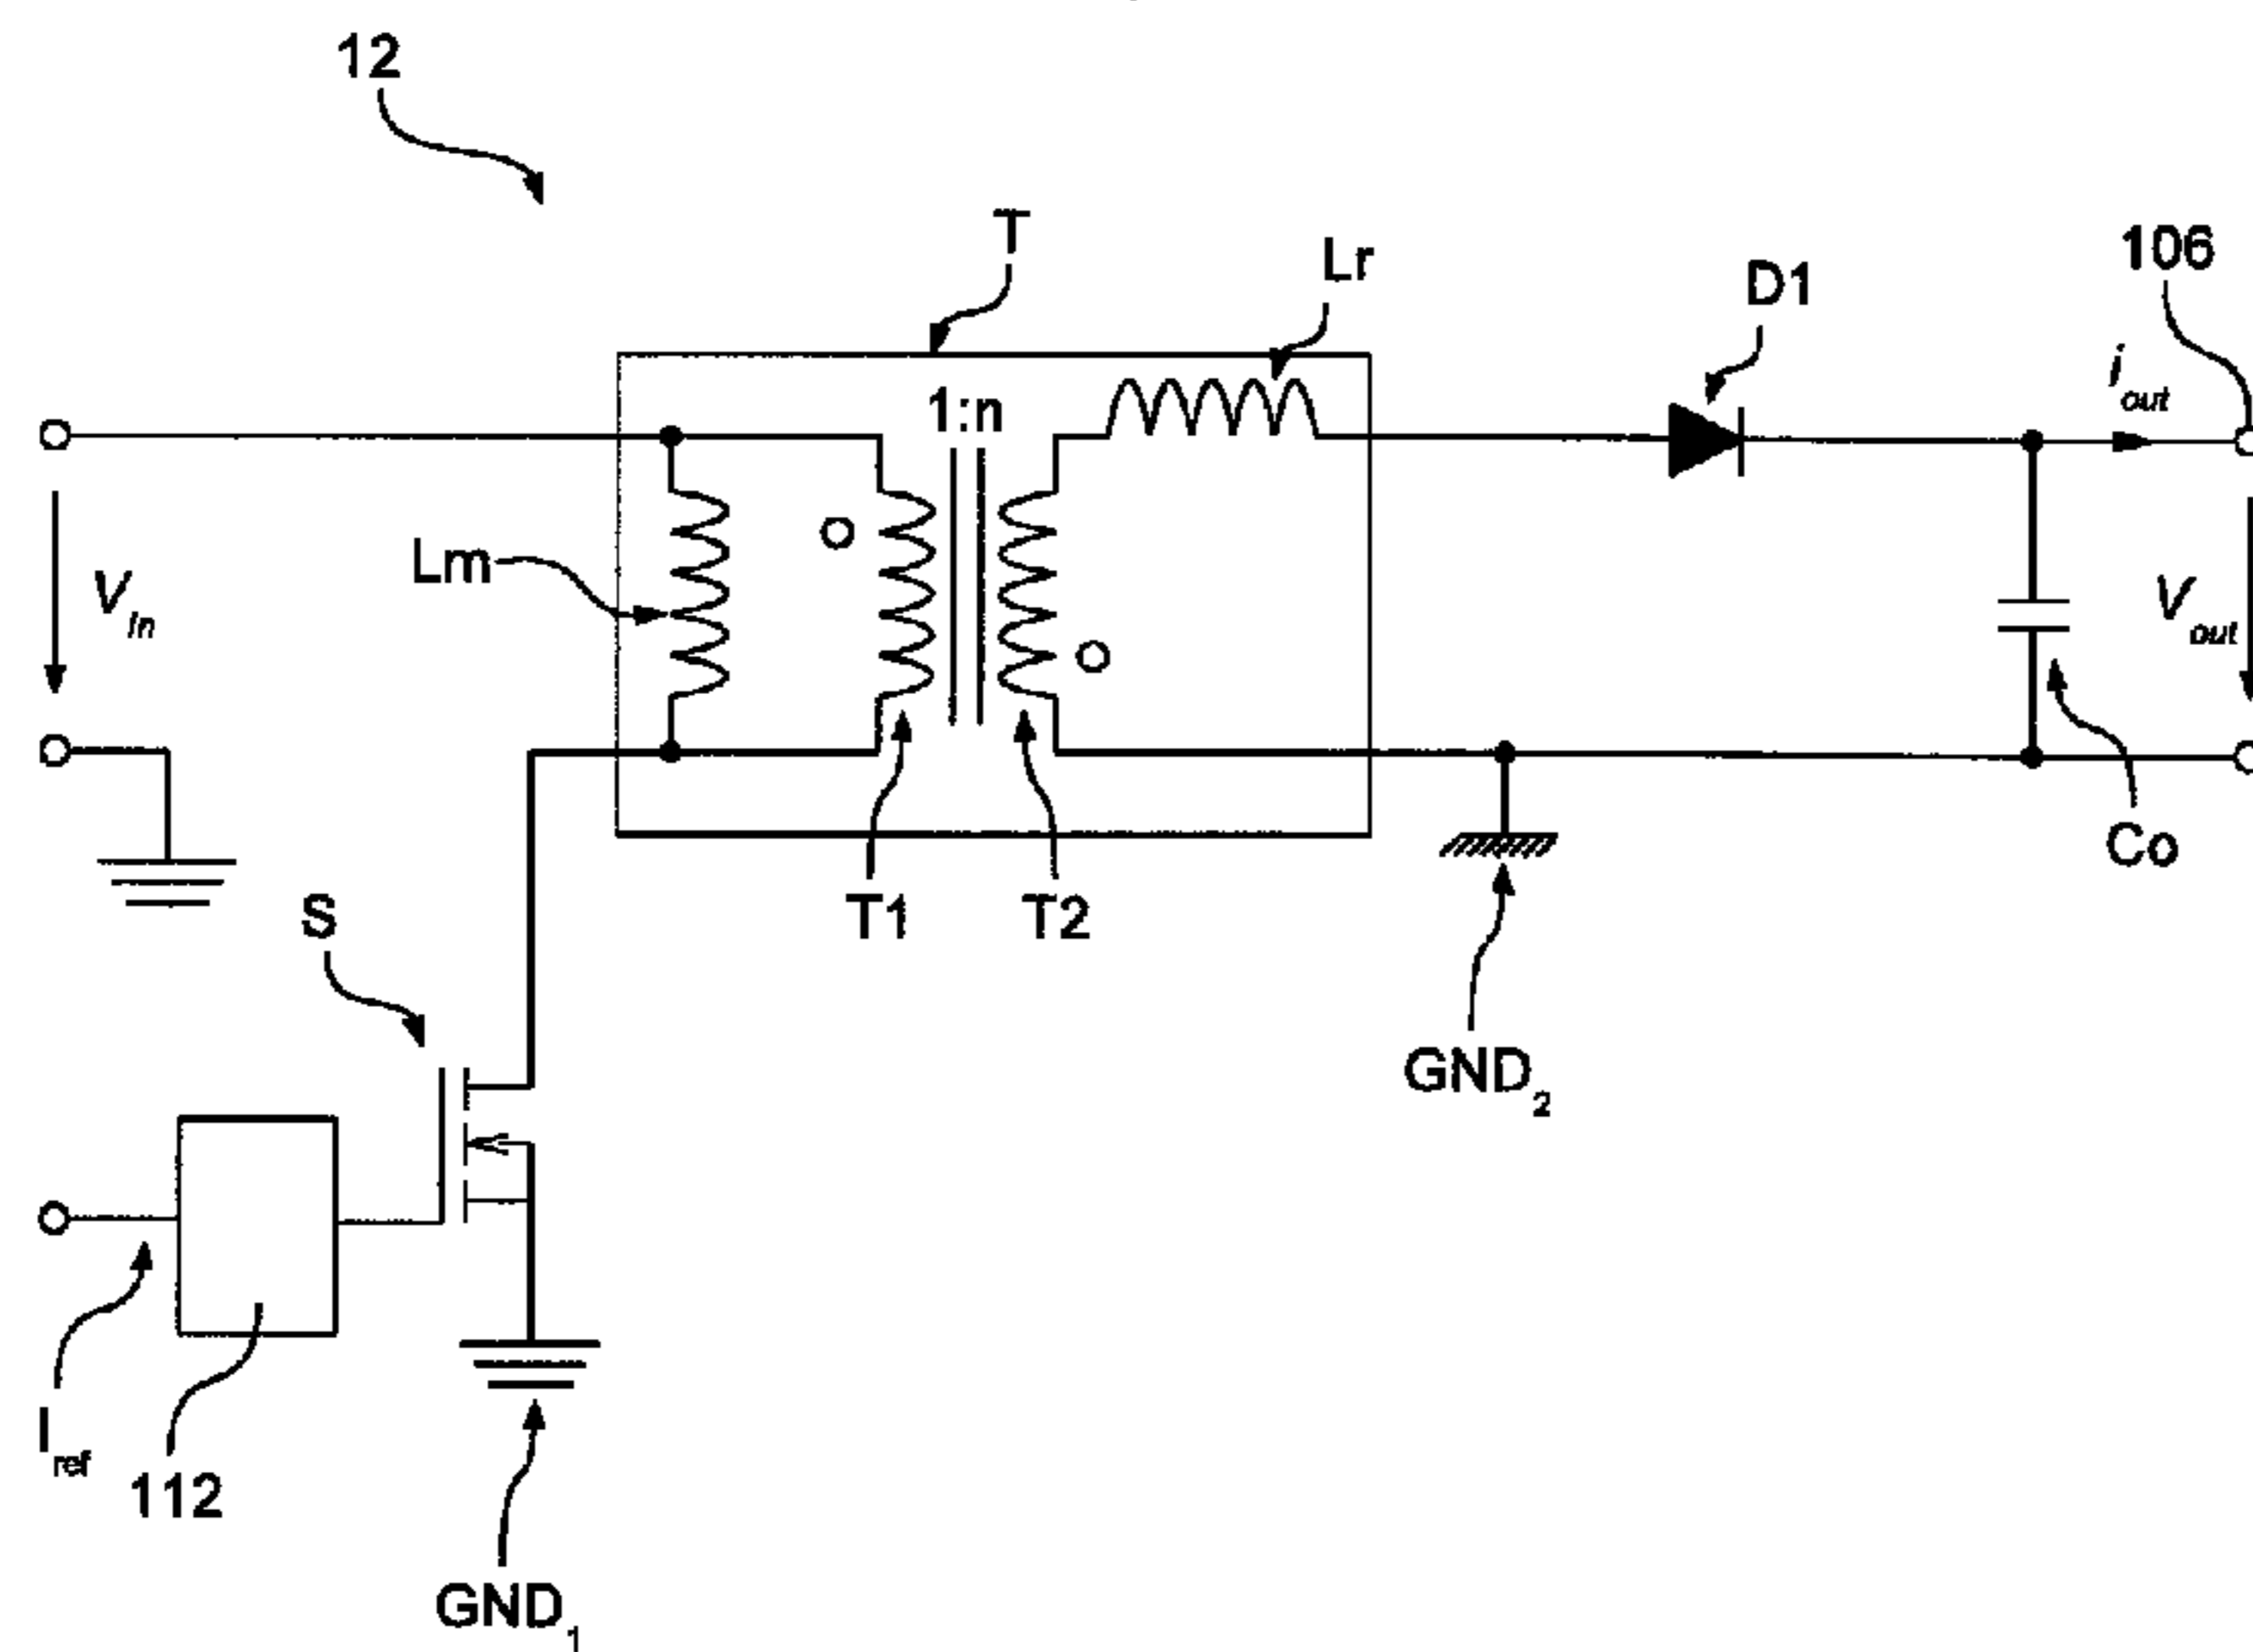 12
T
Lr
D1
106
1:n
i out
Lm
V in
V out
Co
S
T1
T2
GND 2
I ref
112
GND 1